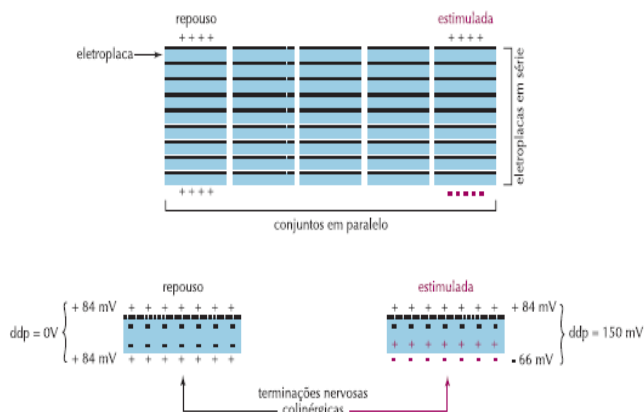 repouso
estimulada
+ + + +
+ + + +
eletroplaca
eletroplacas em série
+ + + +
- - - - -
conjuntos em paralelo
repouso
estimulada
+ 84 mV
+ + + + + + +
+ + + + + + +
+ 84 mV
ddp = 0V
- - - - - - -
- - - - - - -
ddp = 150 mV
- - - - - - -
+ + + + + + +
+ 84 mV
+ + + + + + +
- - - - - - -
- 66 mV
terminações nervosas
colinérgicas